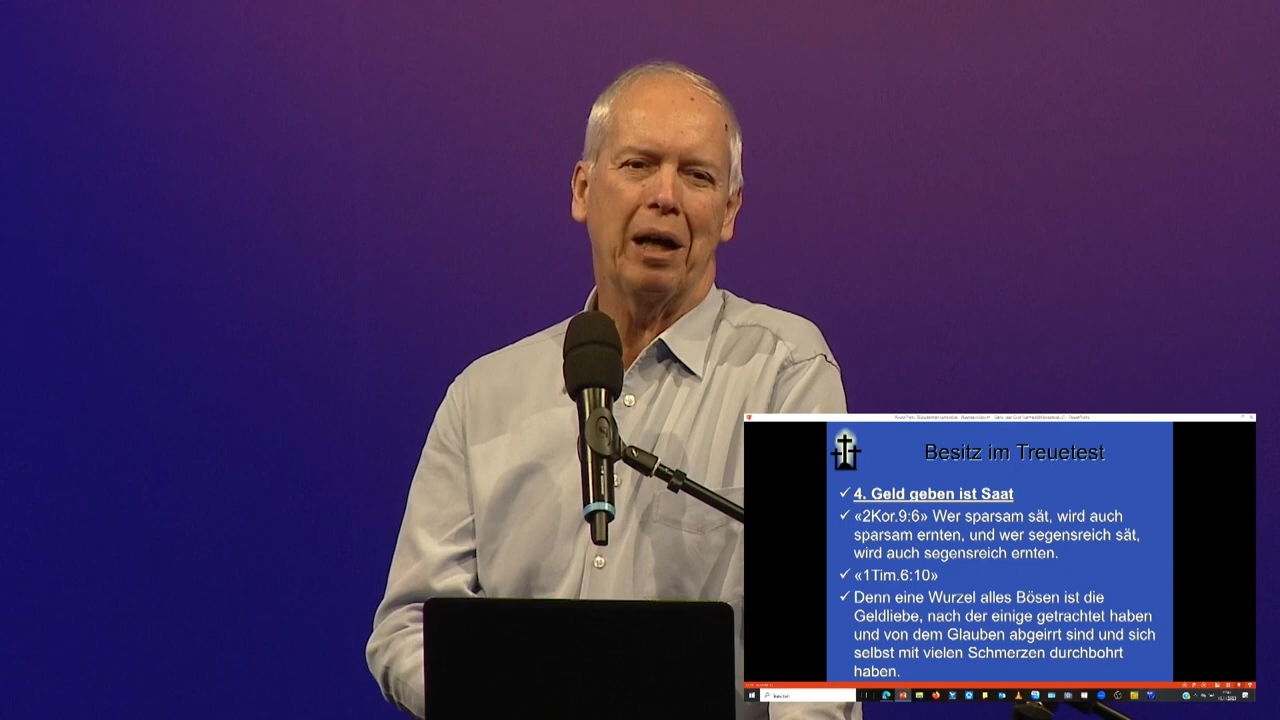 Besitz im Treuetest
4. Geld geben ist Saat
«2Kor.9:6» Wer sparsam sät, wird auch
sparsam ernten, und wer segensreich sät,
wird auch segensreich ernten.
«1Tim.6:10»
Denn eine Wurzel alles Bösen ist die
Geldliebe, nach der einige getrachtet haben
und von dem Glauben abgeirrt sind und sich
selbst mit vielen Schmerzen durchbohrt
haben.